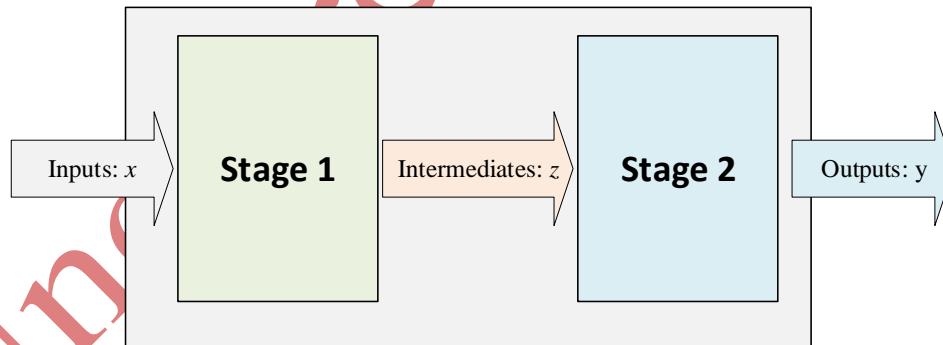 Inputs: x
Stage 1
Intermediates: z
Stage 2
Outputs: y